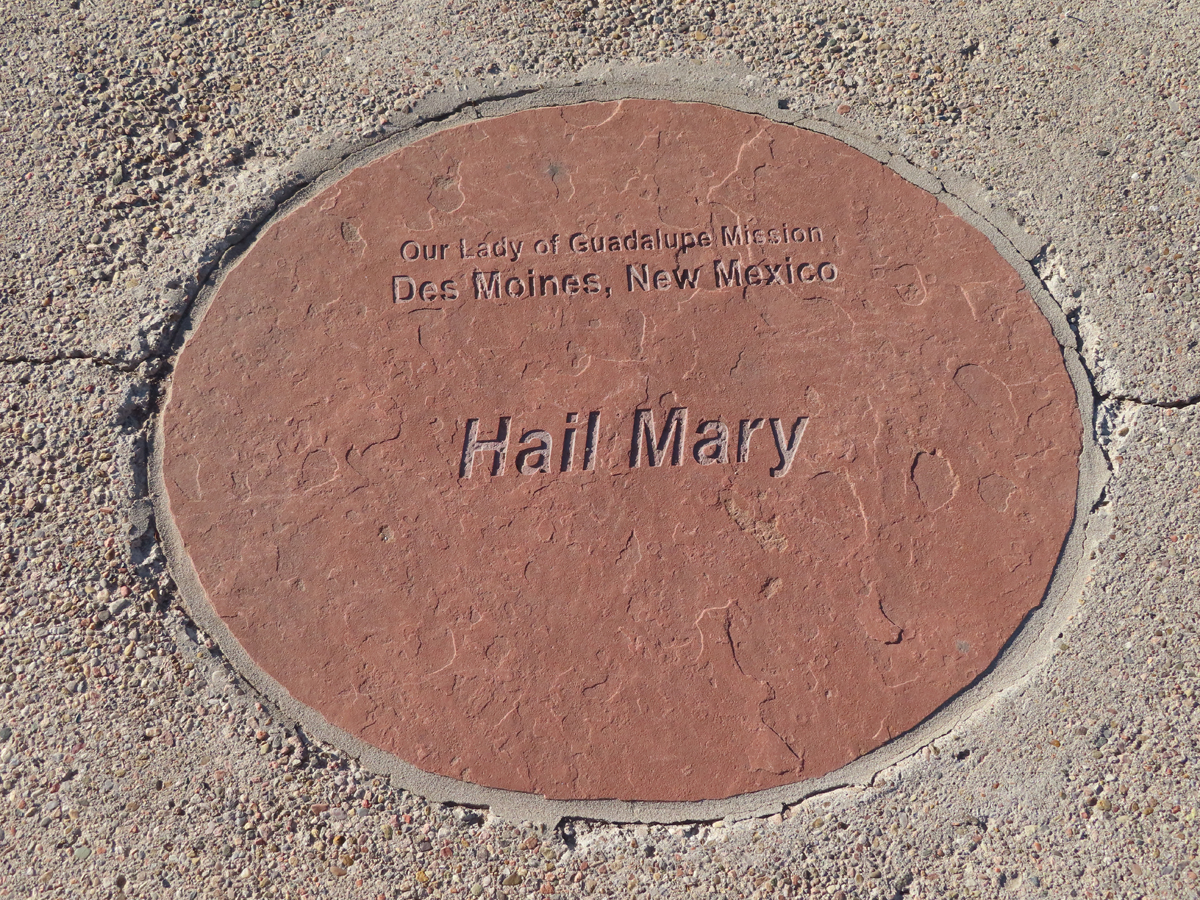 Our Lady of Guadalupe Mission
Des Moines, New Mexico
Hail Mary